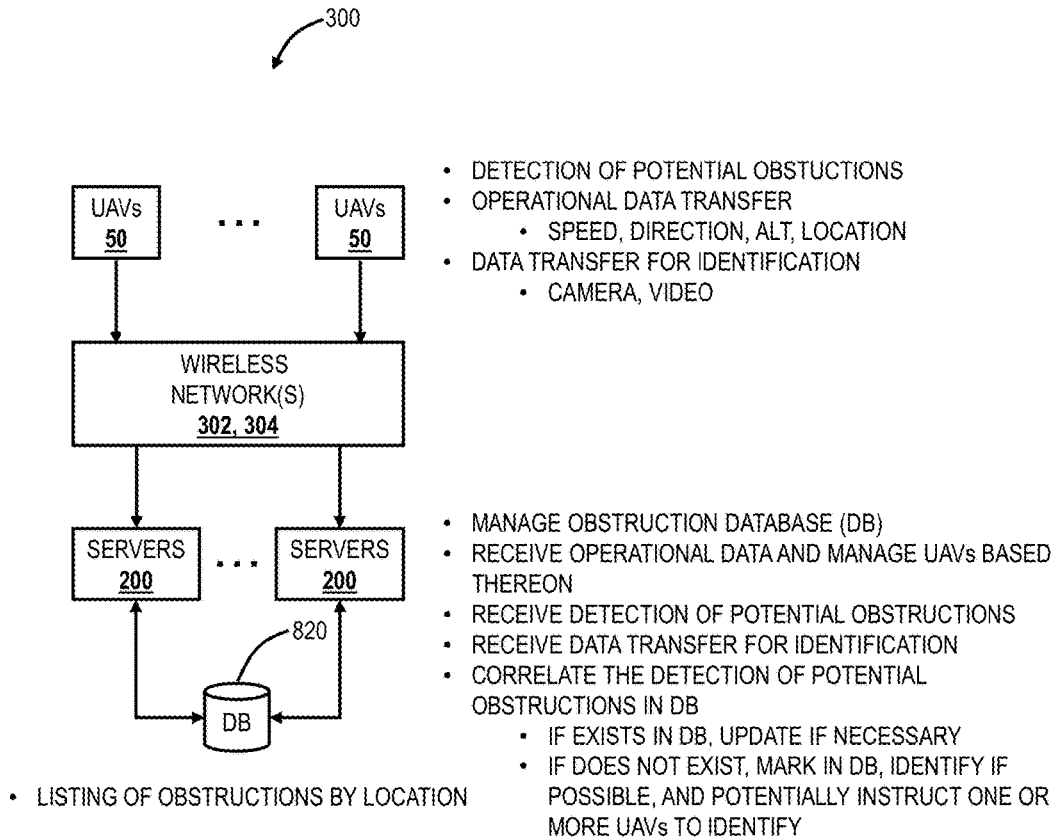 300
UAVs
50
...
UAVs
50
• DETECTION OF POTENTIAL OBSTUCTIONS
• OPERATIONAL DATA TRANSFER
• SPEED, DIRECTION, ALT, LOCATION
• DATA TRANSFER FOR IDENTIFICATION
• CAMERA, VIDEO
WIRELESS
NETWORK(S)
302, 304
SERVERS
200
...
SERVERS
200
820
DB
• LISTING OF OBSTRUCTIONS BY LOCATION
• MANAGE OBSTRUCTION DATABASE (DB)
• RECEIVE OPERATIONAL DATA AND MANAGE UAVs BASED
THEREON
• RECEIVE DETECTION OF POTENTIAL OBSTRUCTIONS
• RECEIVE DATA TRANSFER FOR IDENTIFICATION
• CORRELATE THE DETECTION OF POTENTIAL
OBSTRUCTIONS IN DB
• IF EXISTS IN DB, UPDATE IF NECESSARY
• IF DOES NOT EXIST, MARK IN DB, IDENTIFY IF
POSSIBLE, AND POTENTIALLY INSTRUCT ONE OR
MORE UAVs TO IDENTIFY